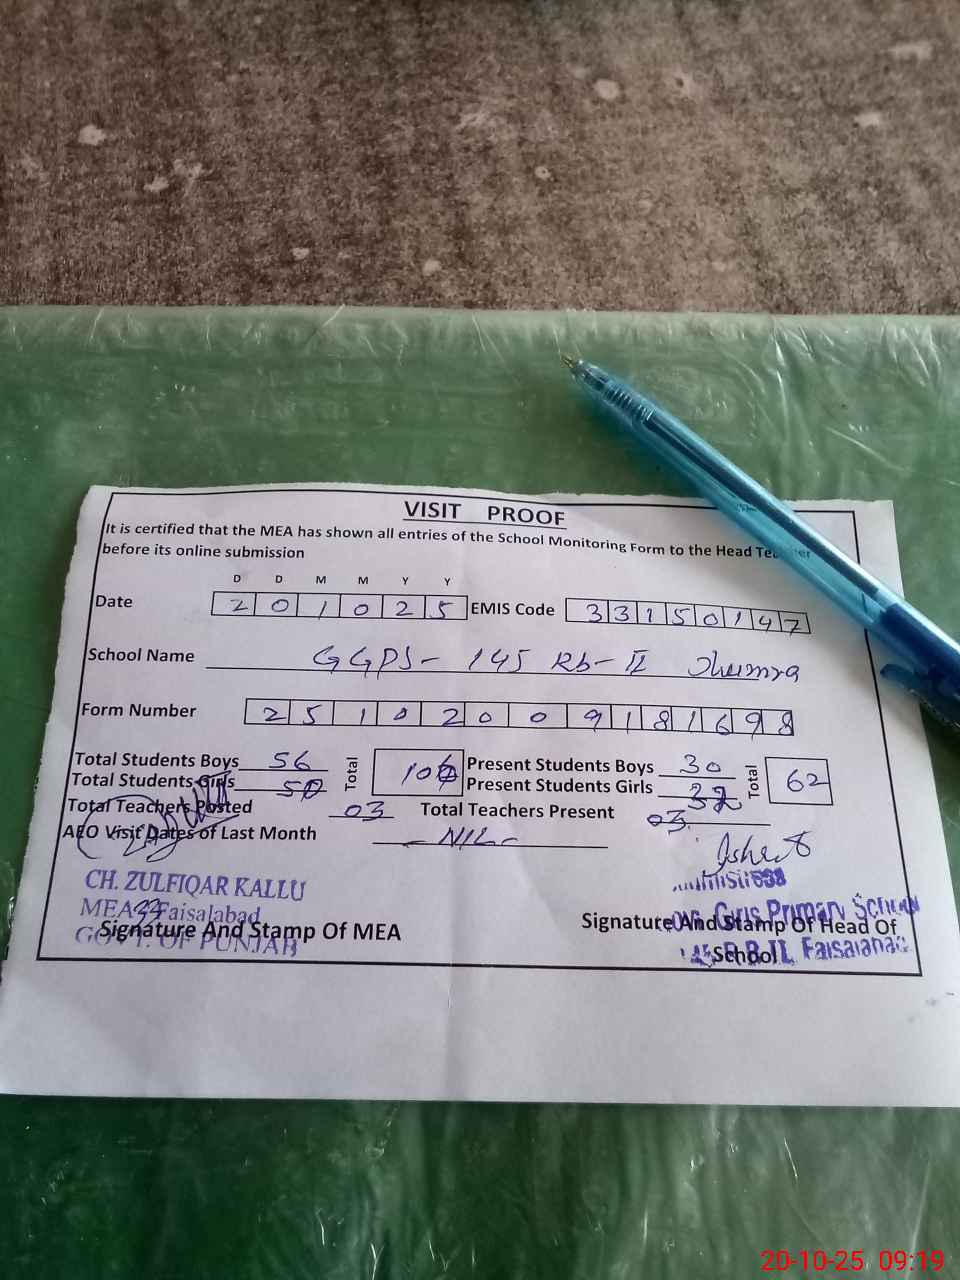 VISIT PROOF
It is certified that the MEA has shown all entries of the School Monitoring Form to the Head Teacher
before its online submission
D D M M Y Y
Date 2 0 1 0 2 5 EMIS Code 3 3 1 5 0 1 4 7
School Name GGPS- 145 Rb-II Jhumra
Form Number 2 5 1 0 2 0 0 9 1 8 1 6 9 8
Total Students Boys 56 Total 106 Present Students Boys 30 Total 62
Total Students Girls 50 Present Students Girls 32
Total Teachers Posted 03 Total Teachers Present 03
AEO Visit Dates of Last Month -NIL-
CH. ZULFIQAR KALLU
MEA 33 Faisalabad
GOVT. OF PUNJAB
Signature And Stamp Of MEA
Girls Primary School
Signature And Stamp Of Head Of
School
R.B II Faisalabad
20-10-25 09:19